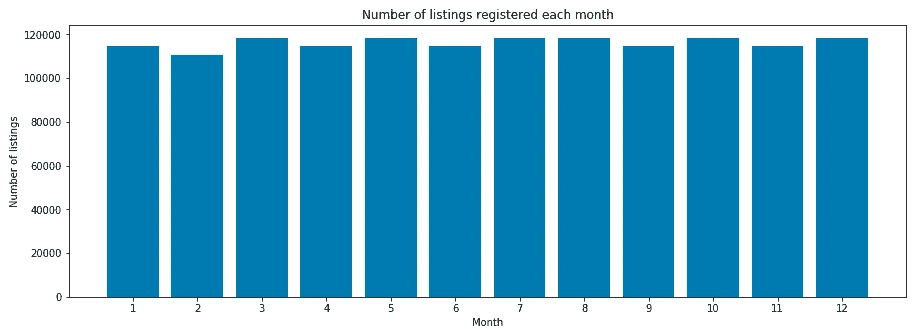 Number of listings registered each month
120000
100000
80000
60000
40000
20000
0
Number of listings
1 2 3 4 5 6 7 8 9 10 11 12
Month